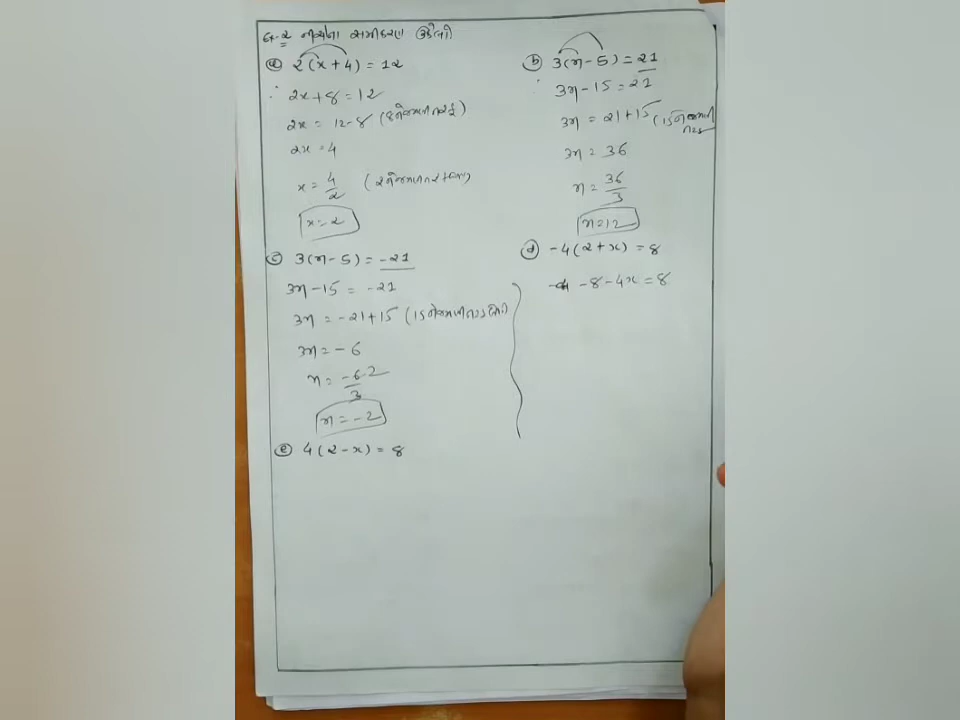 Q-2 નીચેના સમીકરણ ઉકેલો
(a) 2(x+4) = 12
∴ 2x+8 = 12
2x = 12-8
2x = 4
x = 4/2
x = 2
(b) 3(n-5) = 21
3n-15 = 21
3n = 21+15
3n = 36
n = 36/3
n = 12
(c) 3(n-5) = -21
3n-15 = -21
3n = -21+15
3n = -6
n = -6/3
n = -2
(d) -4(2+x) = 8
-8-4x = 8
(e) 4(2-x) = 8